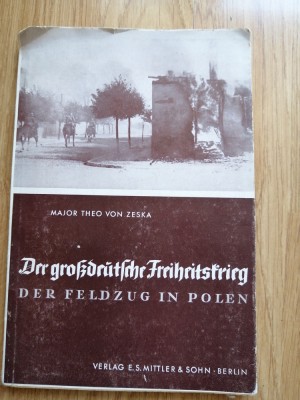 MAJOR THEO VON ZESKA
Der großdeutsche Freiheitskrieg
DER FELDZUG IN POLEN
VERLAG E. S. MITTLER & SOHN · BERLIN